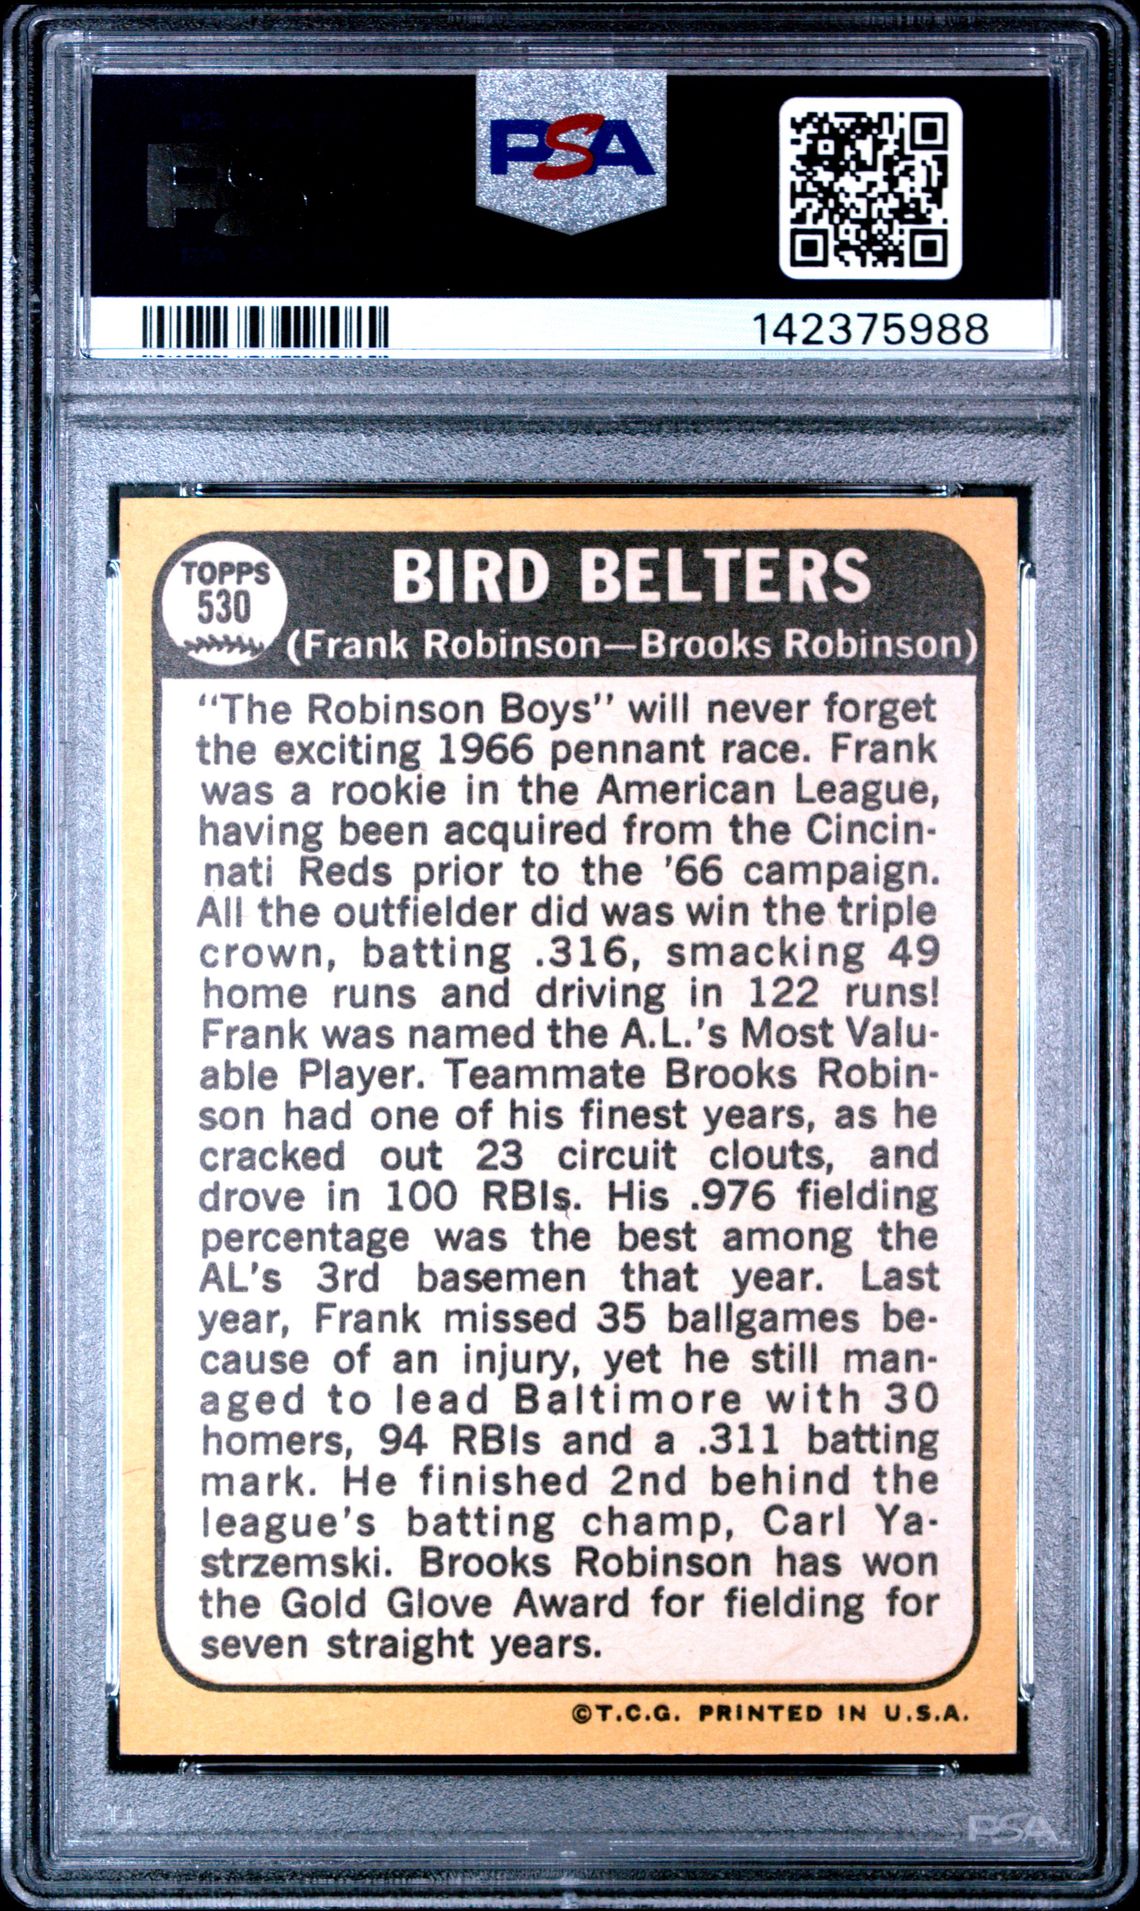 PSA
142375988
TOPPS
530
BIRD BELTERS
(Frank Robinson—Brooks Robinson)
“The Robinson Boys” will never forget
the exciting 1966 pennant race. Frank
was a rookie in the American League,
having been acquired from the Cincin-
nati Reds prior to the '66 campaign.
All the outfielder did was win the triple
crown, batting .316, smacking 49
home runs and driving in 122 runs!
Frank was named the A.L.'s Most Valu-
able Player. Teammate Brooks Robin-
son had one of his finest years, as he
cracked out 23 circuit clouts, and
drove in 100 RBIs. His .976 fielding
percentage was the best among the
AL's 3rd basemen that year. Last
year, Frank missed 35 ballgames be-
cause of an injury, yet he still man-
aged to lead Baltimore with 30
homers, 94 RBIs and a .311 batting
mark. He finished 2nd behind the
league's batting champ, Carl Ya-
strzemski. Brooks Robinson has won
the Gold Glove Award for fielding for
seven straight years.
©T.C.G. PRINTED IN U.S.A.
PSA